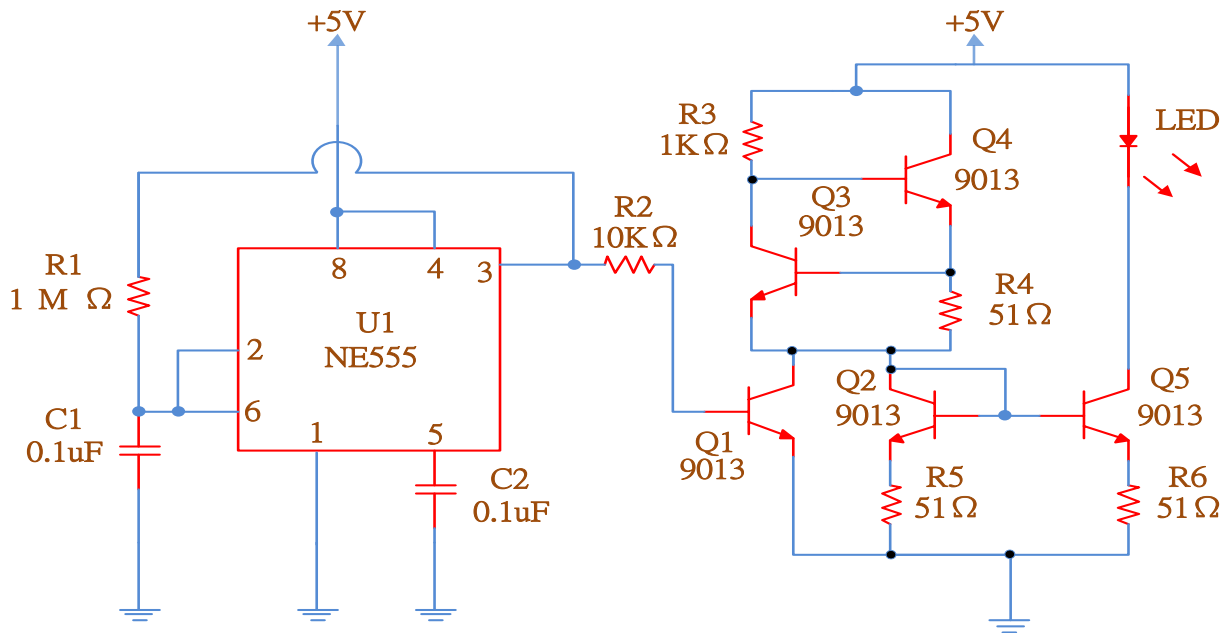 +5V
+5V
R3
1KΩ
LED
Q4
9013
Q3
9013
R2
10KΩ
R1
1 M Ω
8
4
3
R4
51Ω
U1
NE555
2
6
Q2
9013
Q5
9013
C1
0.1uF
1
5
Q1
9013
C2
0.1uF
R5
51Ω
R6
51Ω